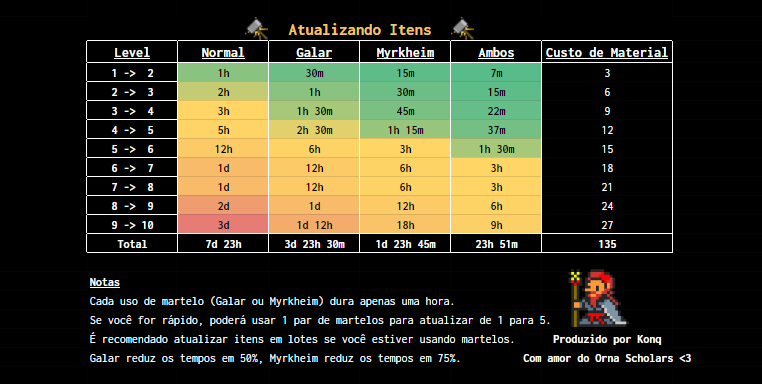 Atualizando Itens
Level Normal Galar Myrkheim Ambos Custo de Material
1 -> 2 1h 30m 15m 7m 3
2 -> 3 2h 1h 30m 15m 6
3 -> 4 3h 1h 30m 45m 22m 9
4 -> 5 5h 2h 30m 1h 15m 37m 12
5 -> 6 12h 6h 3h 1h 30m 15
6 -> 7 1d 12h 6h 3h 18
7 -> 8 1d 12h 6h 3h 21
8 -> 9 2d 1d 12h 6h 24
9 -> 10 3d 1d 12h 18h 9h 27
Total 7d 23h 3d 23h 30m 1d 23h 45m 23h 51m 135
Notas
Cada uso de martelo (Galar ou Myrkheim) dura apenas uma hora.
Se você for rápido, poderá usar 1 par de martelos para atualizar de 1 para 5.
É recomendado atualizar itens em lotes se você estiver usando martelos.
Galar reduz os tempos em 50%, Myrkheim reduz os tempos em 75%.
Produzido por Konq
Com amor do Orna Scholars <3